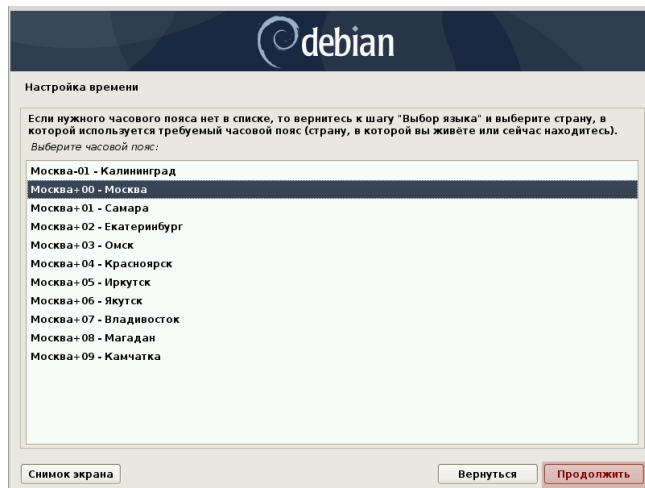 debian
Настройка времени
Если нужного часового пояса нет в списке, то вернитесь к шагу "Выбор языка" и выберите страну, в
которой используется требуемый часовой пояс (страну, в которой вы живёте или сейчас находитесь).
Выберите часовой пояс:
Москва-01 - Калининград
Москва+00 - Москва
Москва+01 - Самара
Москва+02 - Екатеринбург
Москва+03 - Омск
Москва+04 - Красноярск
Москва+05 - Иркутск
Москва+06 - Якутск
Москва+07 - Владивосток
Москва+08 - Магадан
Москва+09 - Камчатка
Снимок экрана
Вернуться
Продолжить